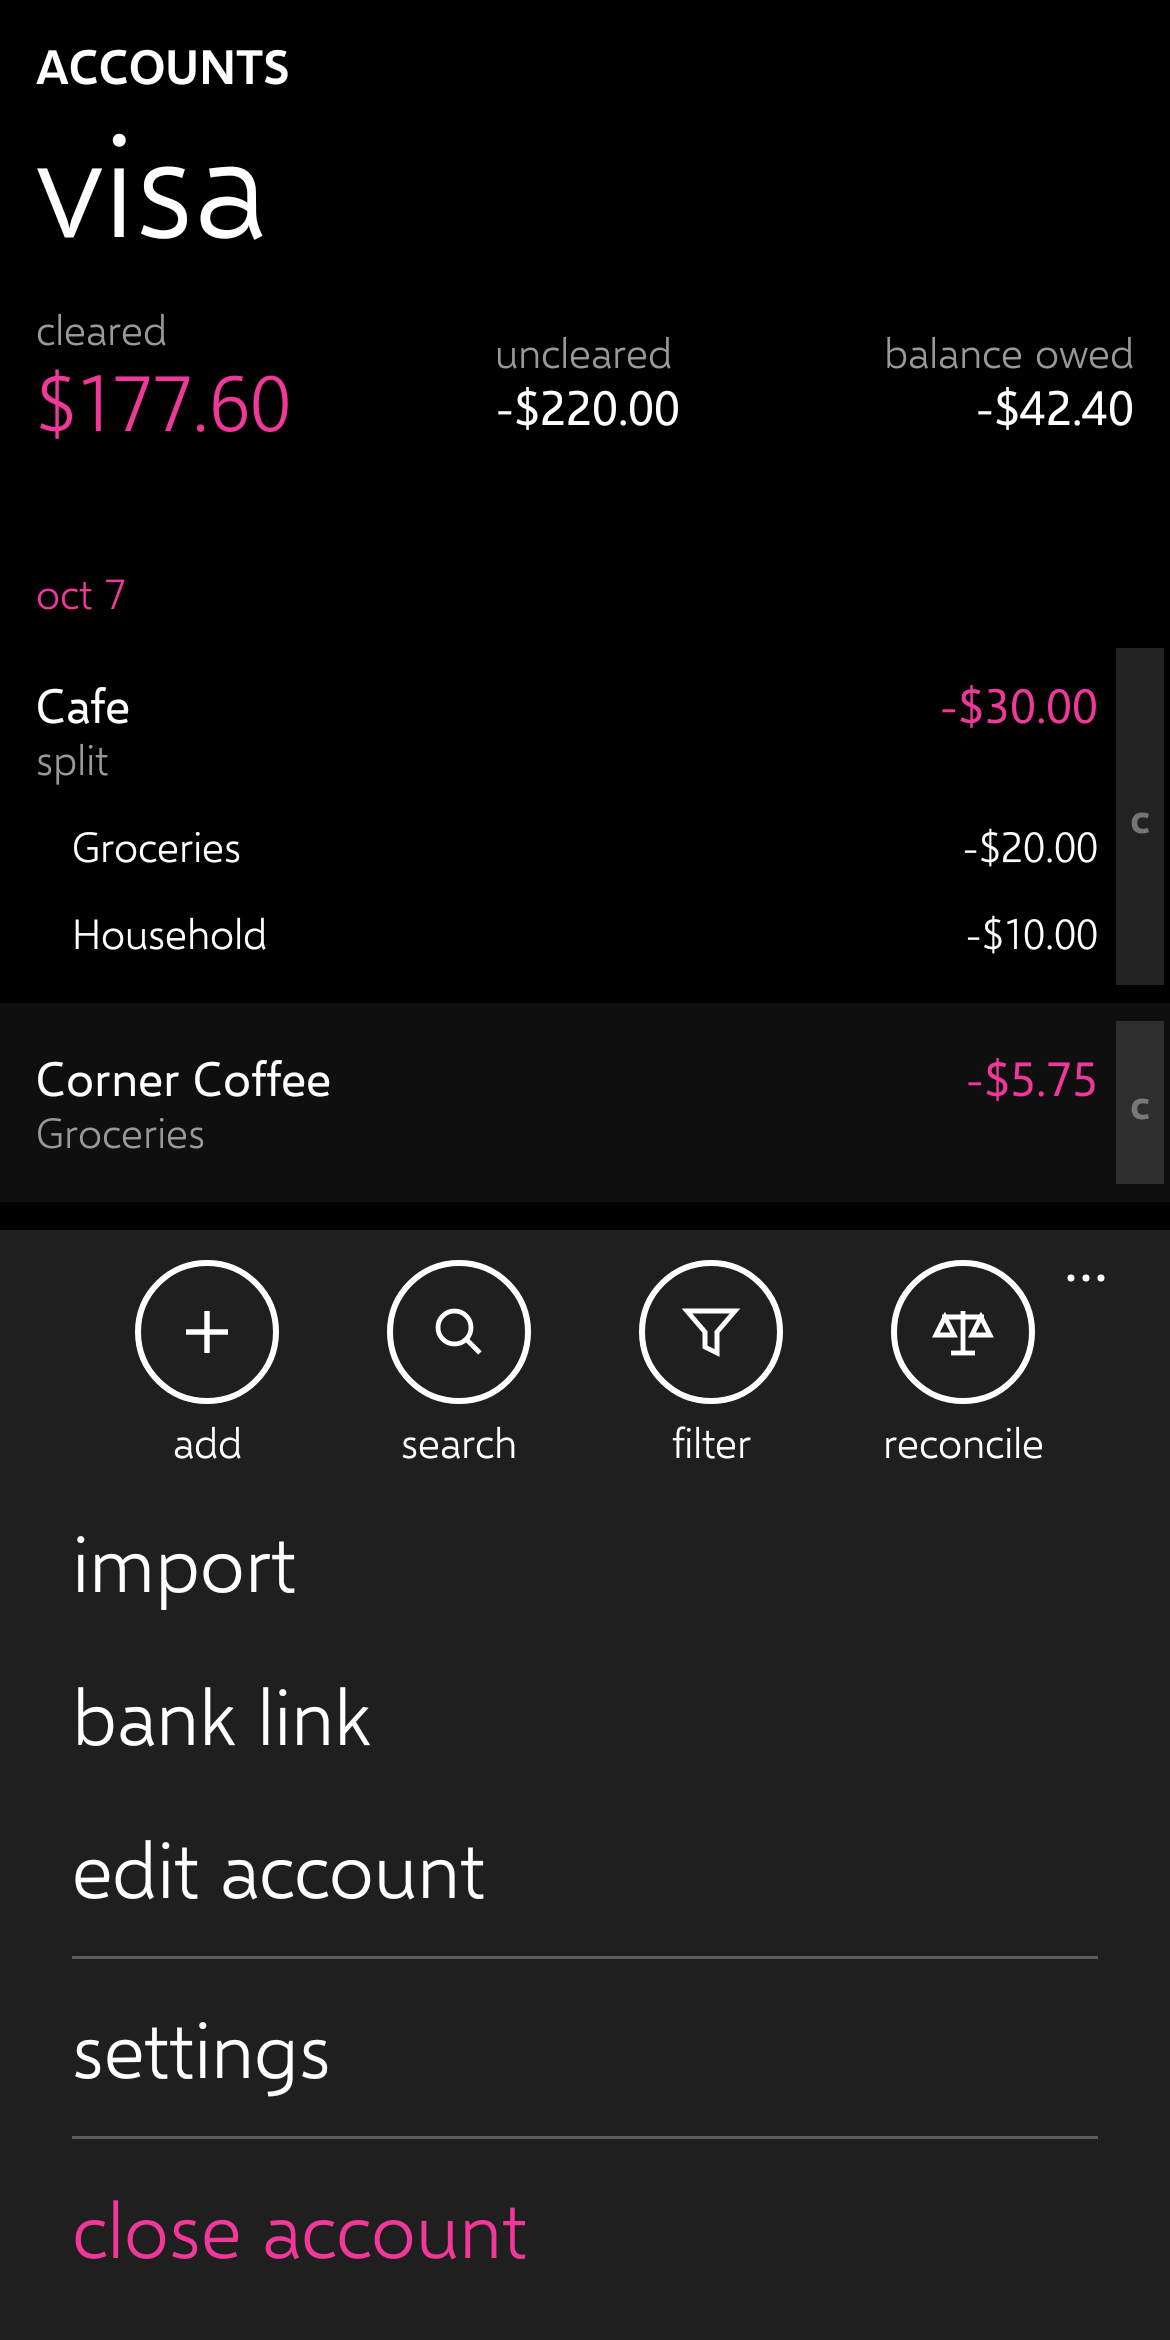 ACCOUNTS
visa
cleared
$177.60
uncleared
-$220.00
balance owed
-$42.40
oct 7
Cafe -$30.00
split
Groceries -$20.00
Household -$10.00
c
Corner Coffee -$5.75
Groceries
c
add search filter reconcile
import
bank link
edit account
settings
close account